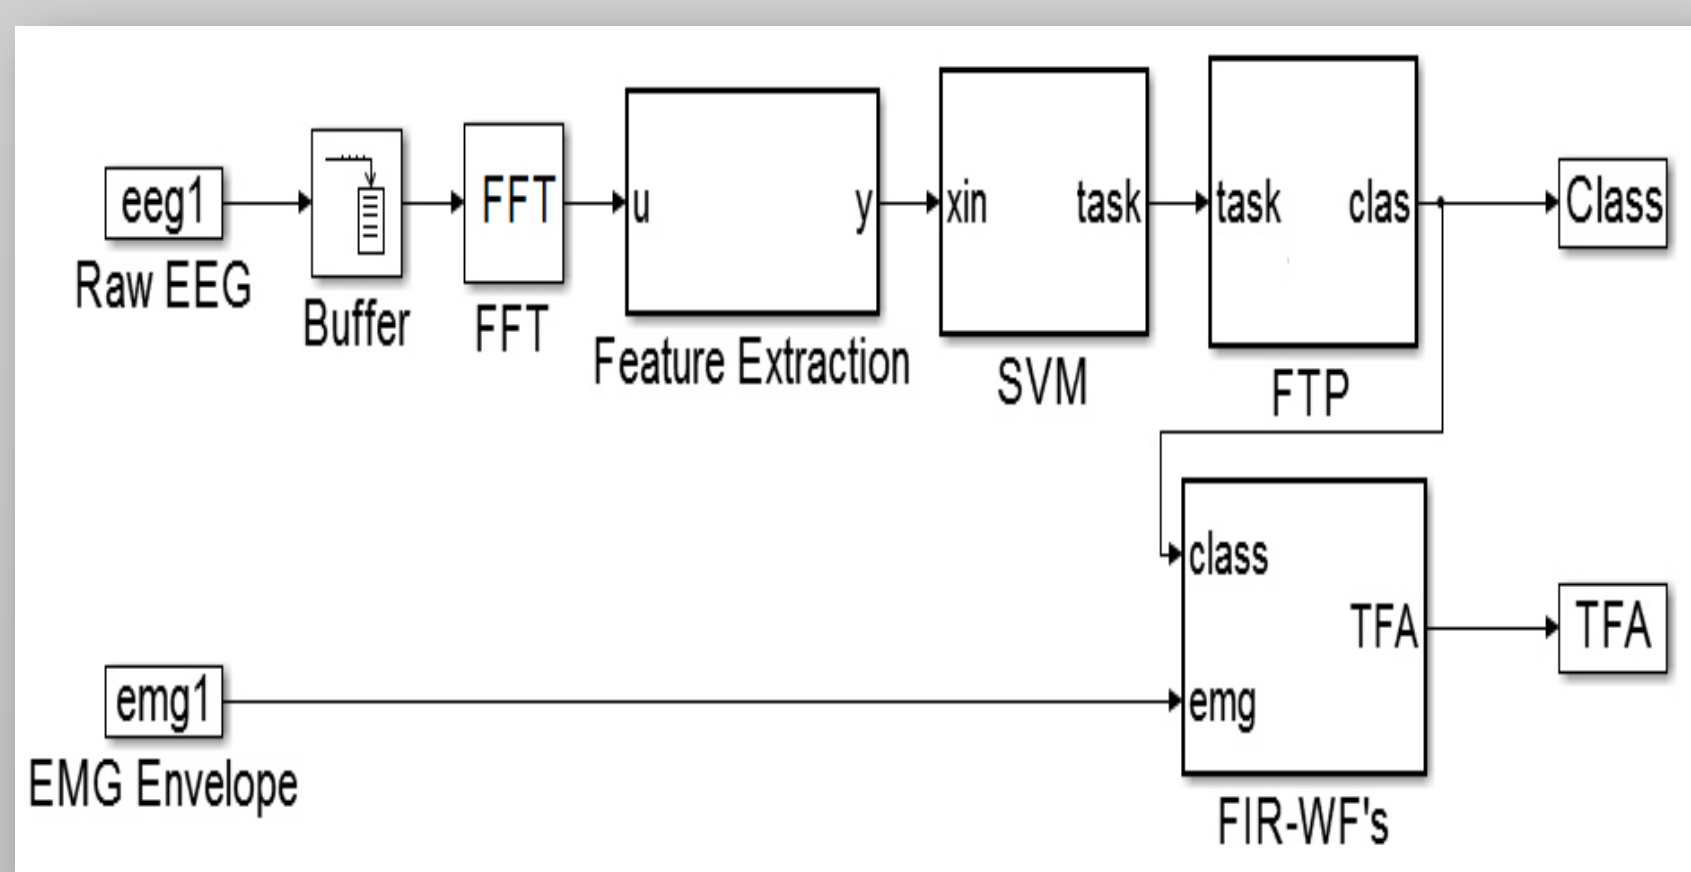 eeg1
Raw EEG
Buffer
FFT
FFT
u
y
Feature Extraction
xin
task
SVM
task
clas
FTP
Class
class
TFA
emg
FIR-WF's
TFA
emg1
EMG Envelope